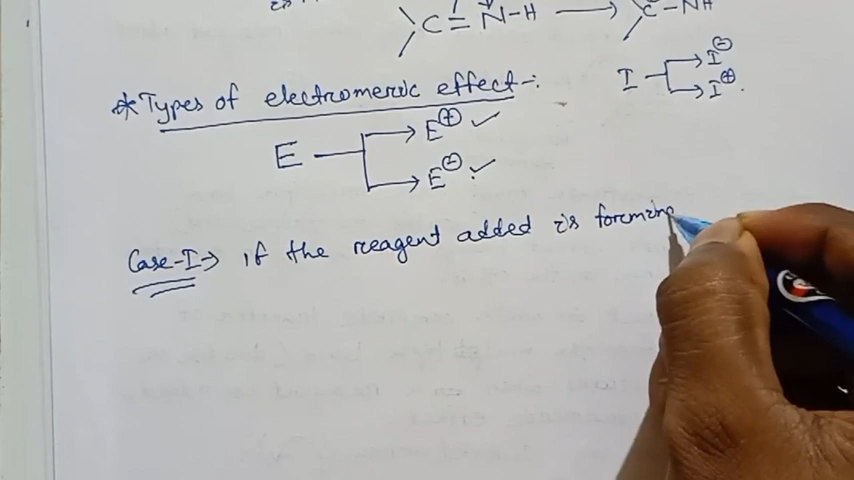 C=N-H → C-NH
I → I⊖
I⊕.
*Types of electromeric effect-:
E → E⊕ ✓
E⊖ ✓
Case-I→ if the reagent added is forming